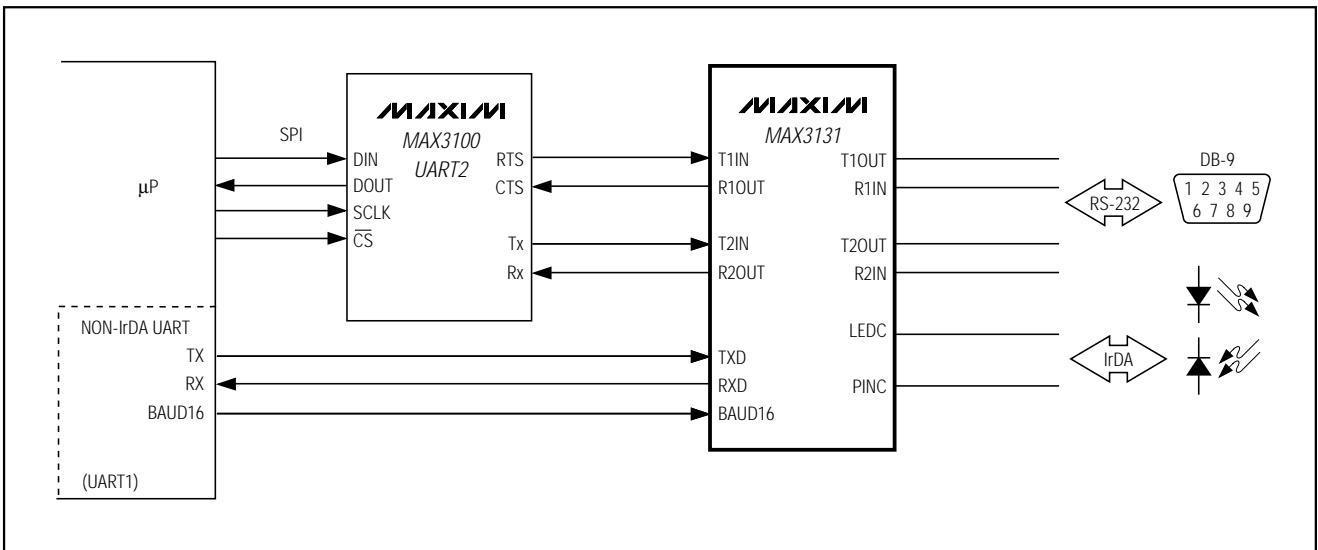 SPI
μP
MAXIM
MAX3100
UART2
DIN
DOUT
SCLK
CS
RTS
CTS
Tx
Rx
MAXIM
MAX3131
T1IN
R1OUT
T2IN
R2OUT
TXD
RXD
BAUD16
T1OUT
R1IN
T2OUT
R2IN
LEDC
PINC
RS-232
DB-9
1 2 3 4 5
6 7 8 9
IrDA
NON-IrDA UART
TX
RX
BAUD16
(UART1)